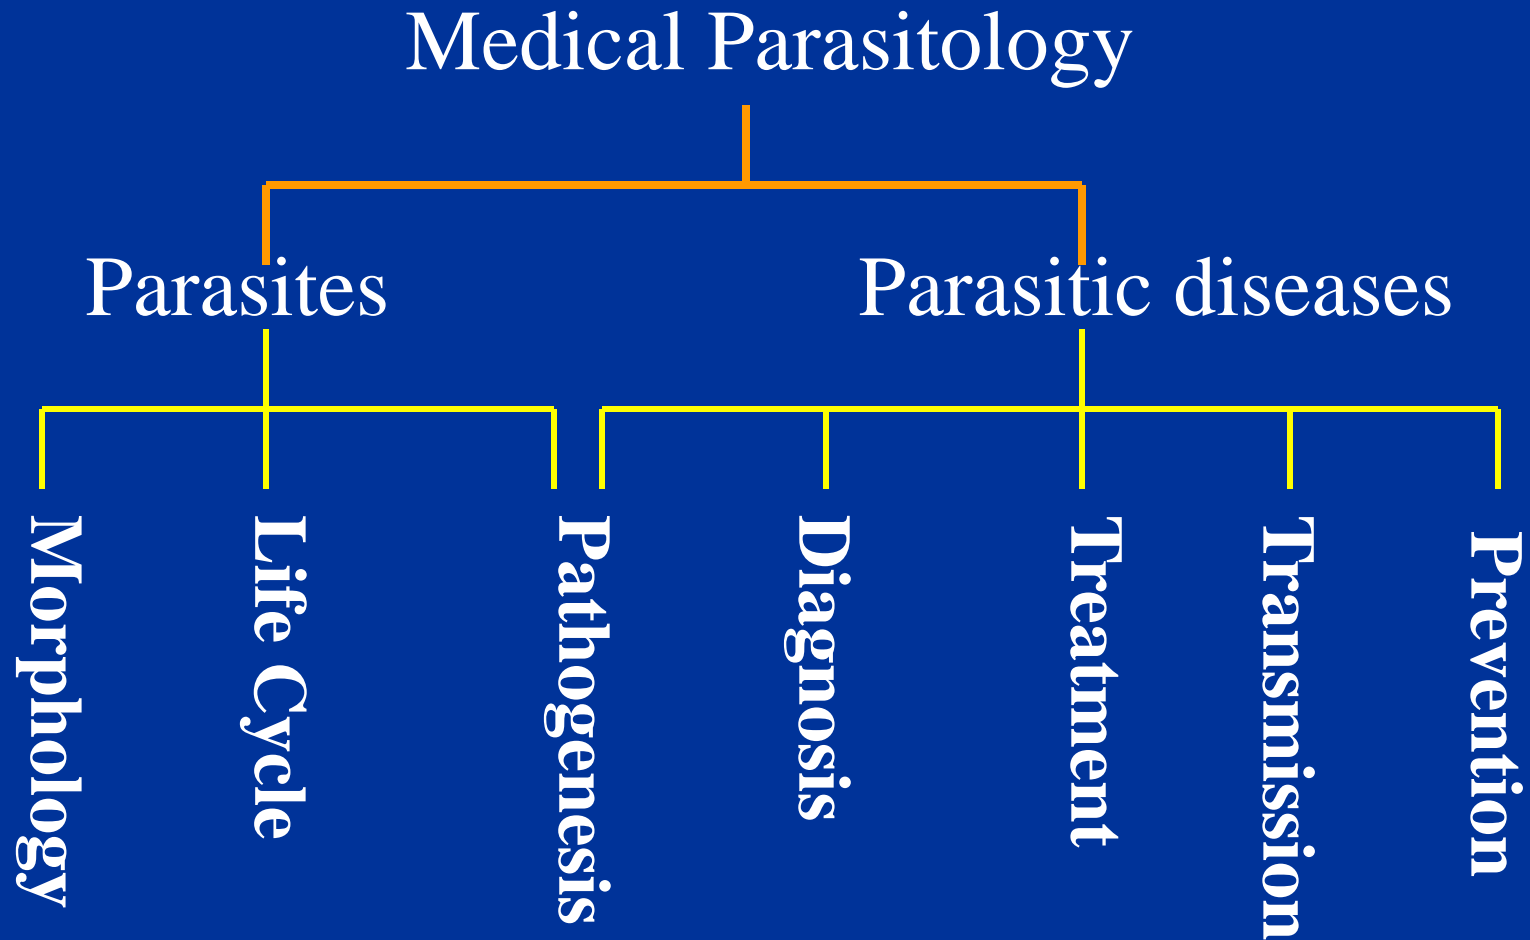 Medical Parasitology
Parasites
Parasitic diseases
Morphology
Life Cycle
Pathogenesis
Diagnosis
Treatment
Transmission
Prevention